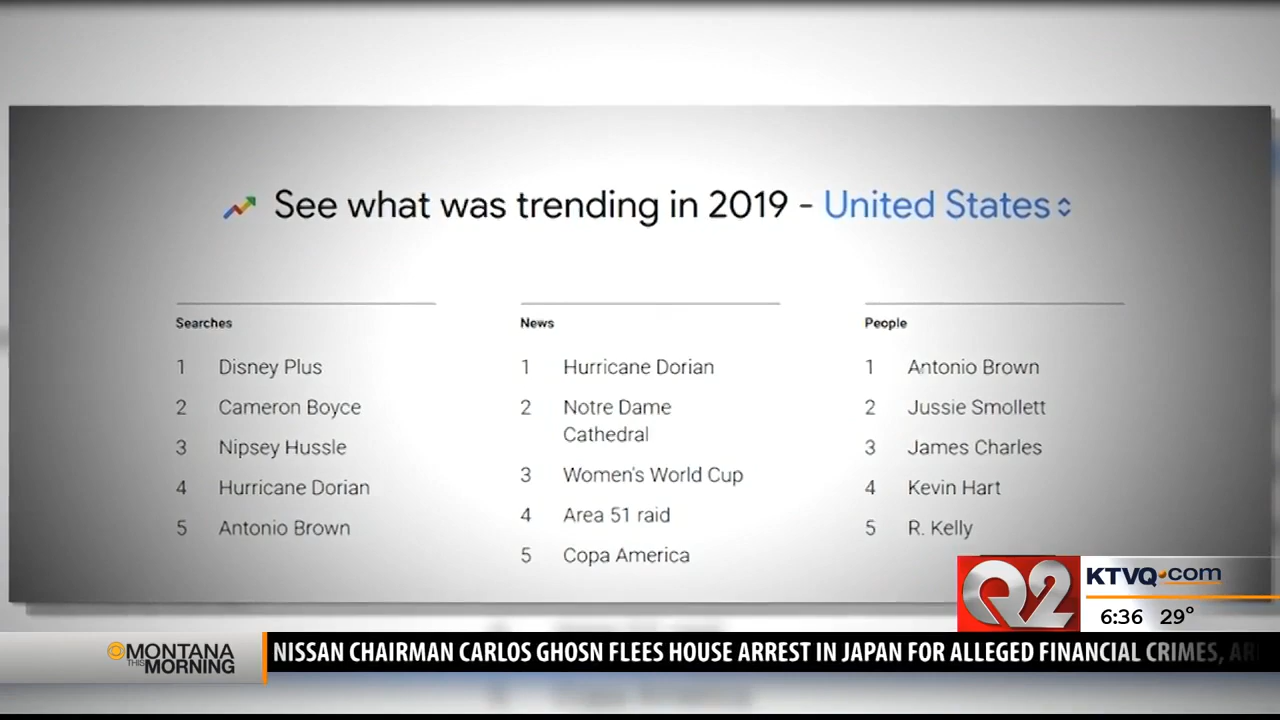 See what was trending in 2019 - United States
Searches
1 Disney Plus
2 Cameron Boyce
3 Nipsey Hussle
4 Hurricane Dorian
5 Antonio Brown
News
1 Hurricane Dorian
2 Notre Dame
Cathedral
3 Women's World Cup
4 Area 51 raid
5 Copa America
People
1 Antonio Brown
2 Jussie Smollett
3 James Charles
4 Kevin Hart
5 R. Kelly
Q2
KTVQ.com
6:36 29°
MONTANA
THIS MORNING
NISSAN CHAIRMAN CARLOS GHOSN FLEES HOUSE ARREST IN JAPAN FOR ALLEGED FINANCIAL CRIMES,